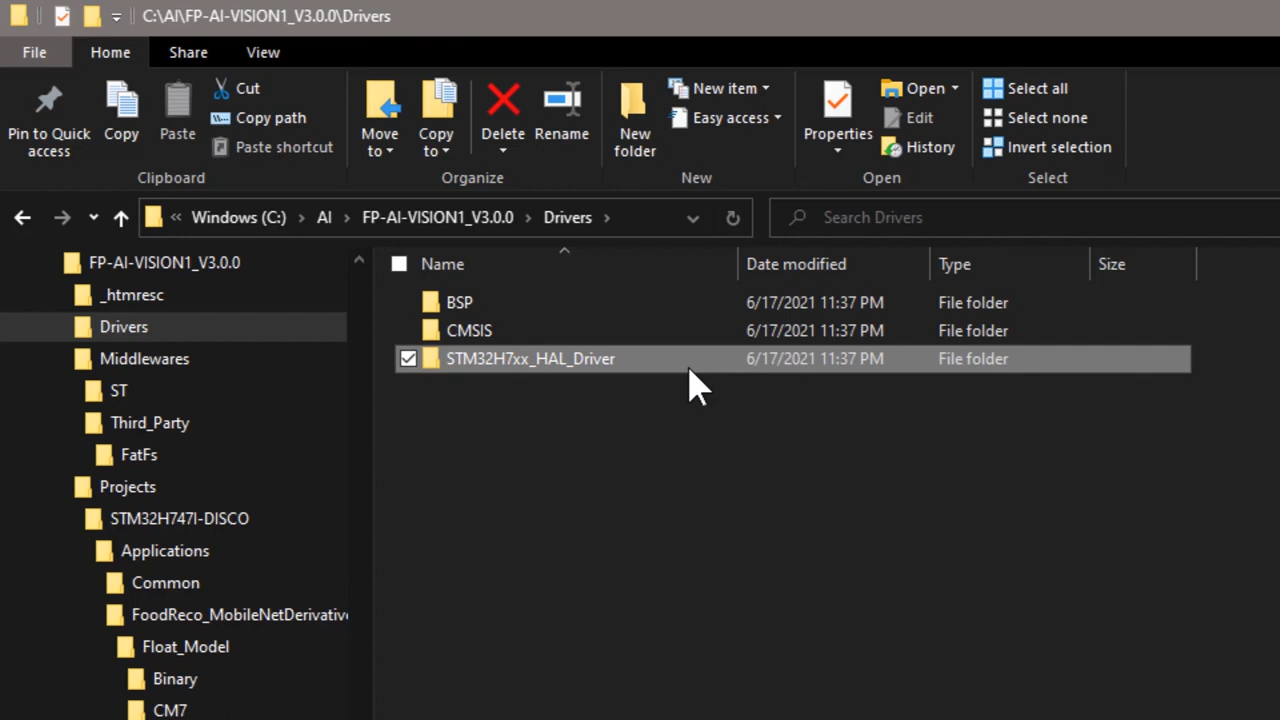 C:\AI\FP-AI-VISION1_V3.0.0\Drivers
File Home Share View
Pin to Quick access
Copy
Paste
Cut
Copy path
Paste shortcut
Clipboard
Move to
Copy to
Delete
Rename
Organize
New folder
New item
Easy access
New
Properties
Open
Edit
History
Open
Select all
Select none
Invert selection
Select
« Windows (C:) > AI > FP-AI-VISION1_V3.0.0 > Drivers >
Search Drivers
FP-AI-VISION1_V3.0.0
_htmresc
Drivers
Middlewares
ST
Third_Party
FatFs
Projects
STM32H747I-DISCO
Applications
Common
FoodReco_MobileNetDerivative
Float_Model
Binary
CM7
Name Date modified Type Size
BSP 6/17/2021 11:37 PM File folder
CMSIS 6/17/2021 11:37 PM File folder
STM32H7xx_HAL_Driver 6/17/2021 11:37 PM File folder